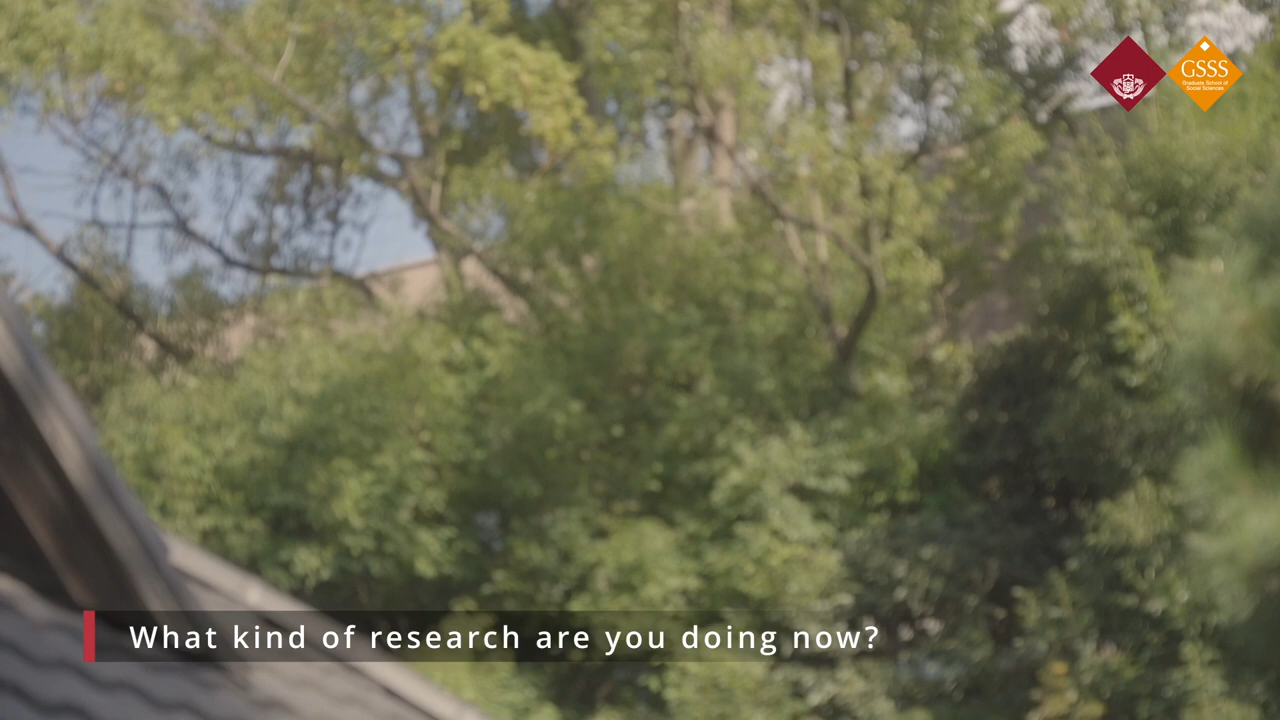 GSSS
Graduate School of
Social Sciences
What kind of research are you doing now?